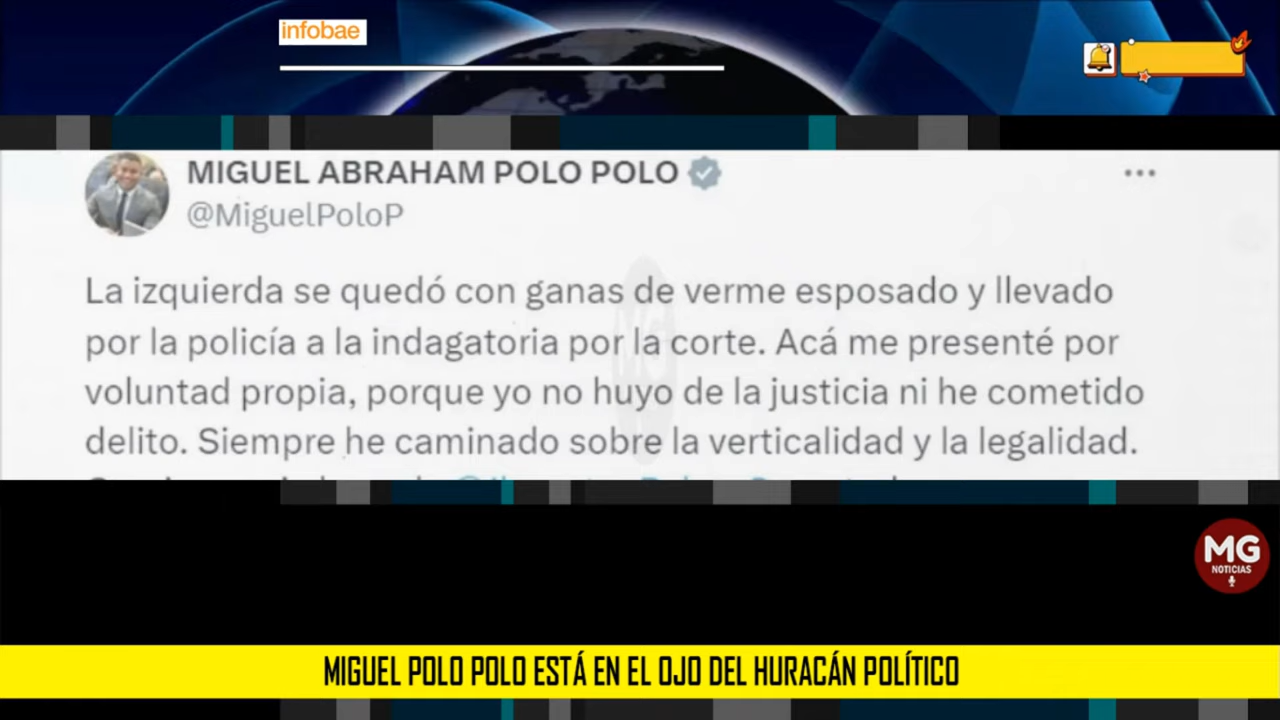 infobae
MIGUEL ABRAHAM POLO POLO
@MiguelPoloP
La izquierda se quedó con ganas de verme esposado y llevado
por la policía a la indagatoria por la corte. Acá me presenté por
voluntad propia, porque yo no huyo de la justicia ni he cometido
delito. Siempre he caminado sobre la verticalidad y la legalidad.
MG
NOTICIAS
MIGUEL POLO POLO ESTÁ EN EL OJO DEL HURACÁN POLÍTICO